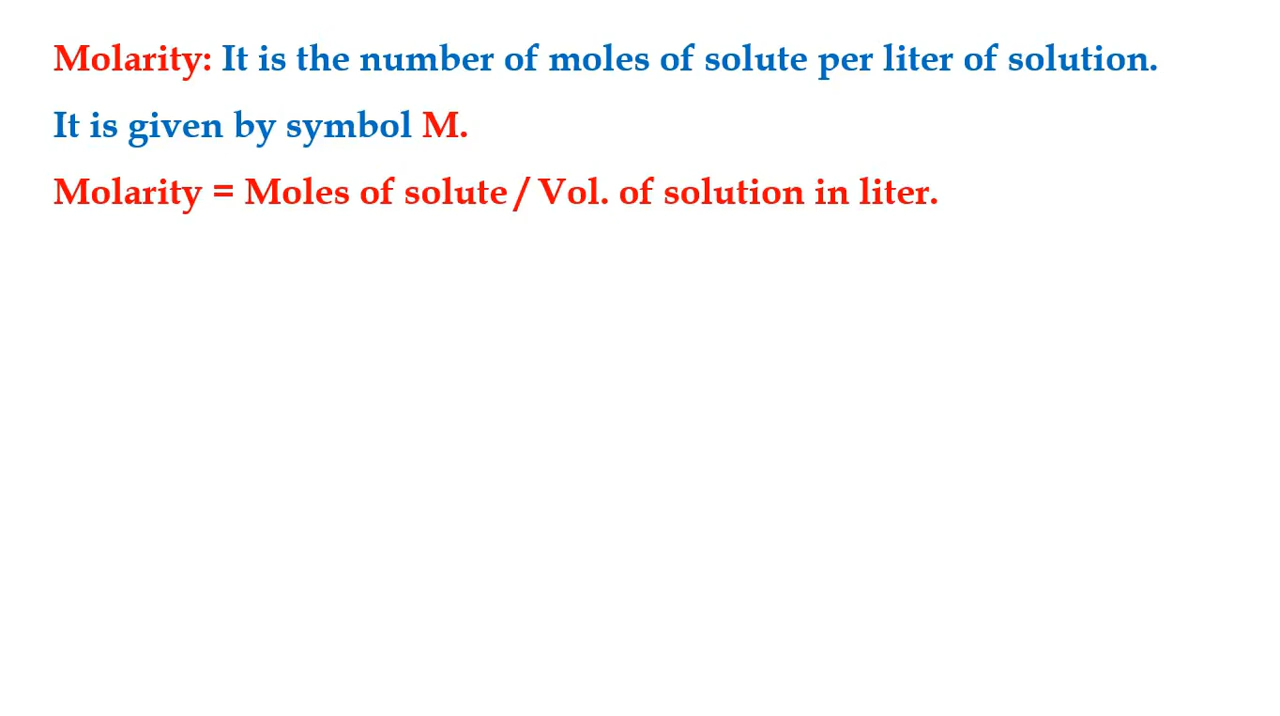 Molarity: It is the number of moles of solute per liter of solution.
It is given by symbol M.
Molarity = Moles of solute / Vol. of solution in liter.